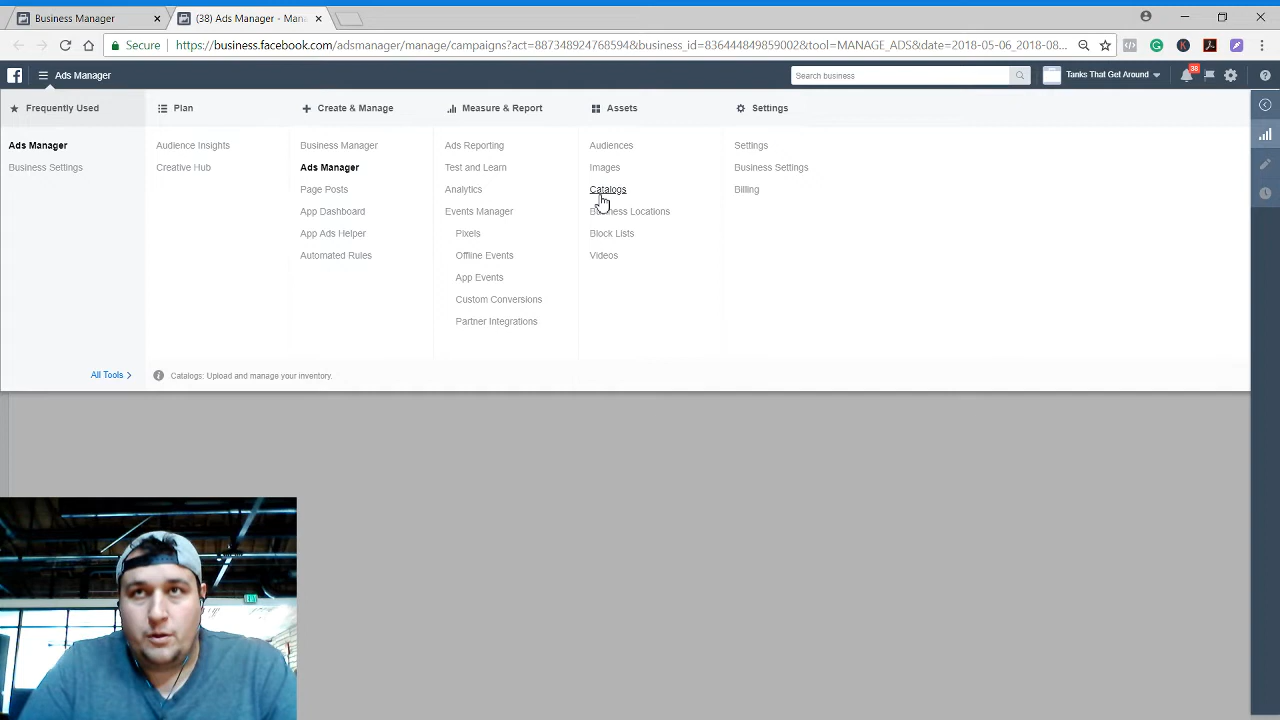 Business Manager
(38) Ads Manager - Man
Secure
https://business.facebook.com/adsmanager/manage/campaigns?act=887348924768594&business_id=836444849859002&tool=MANAGE_ADS&date=2018-05-06_2018-08...
Ads Manager
Search business
Tanks That Get Around
38
Frequently Used
Ads Manager
Business Settings
All Tools
Plan
Audience Insights
Creative Hub
Create & Manage
Business Manager
Ads Manager
Page Posts
App Dashboard
App Ads Helper
Automated Rules
Measure & Report
Ads Reporting
Test and Learn
Analytics
Events Manager
Pixels
Offline Events
App Events
Custom Conversions
Partner Integrations
Assets
Audiences
Images
Catalogs
Business Locations
Block Lists
Videos
Settings
Settings
Business Settings
Billing
Catalogs: Upload and manage your inventory.